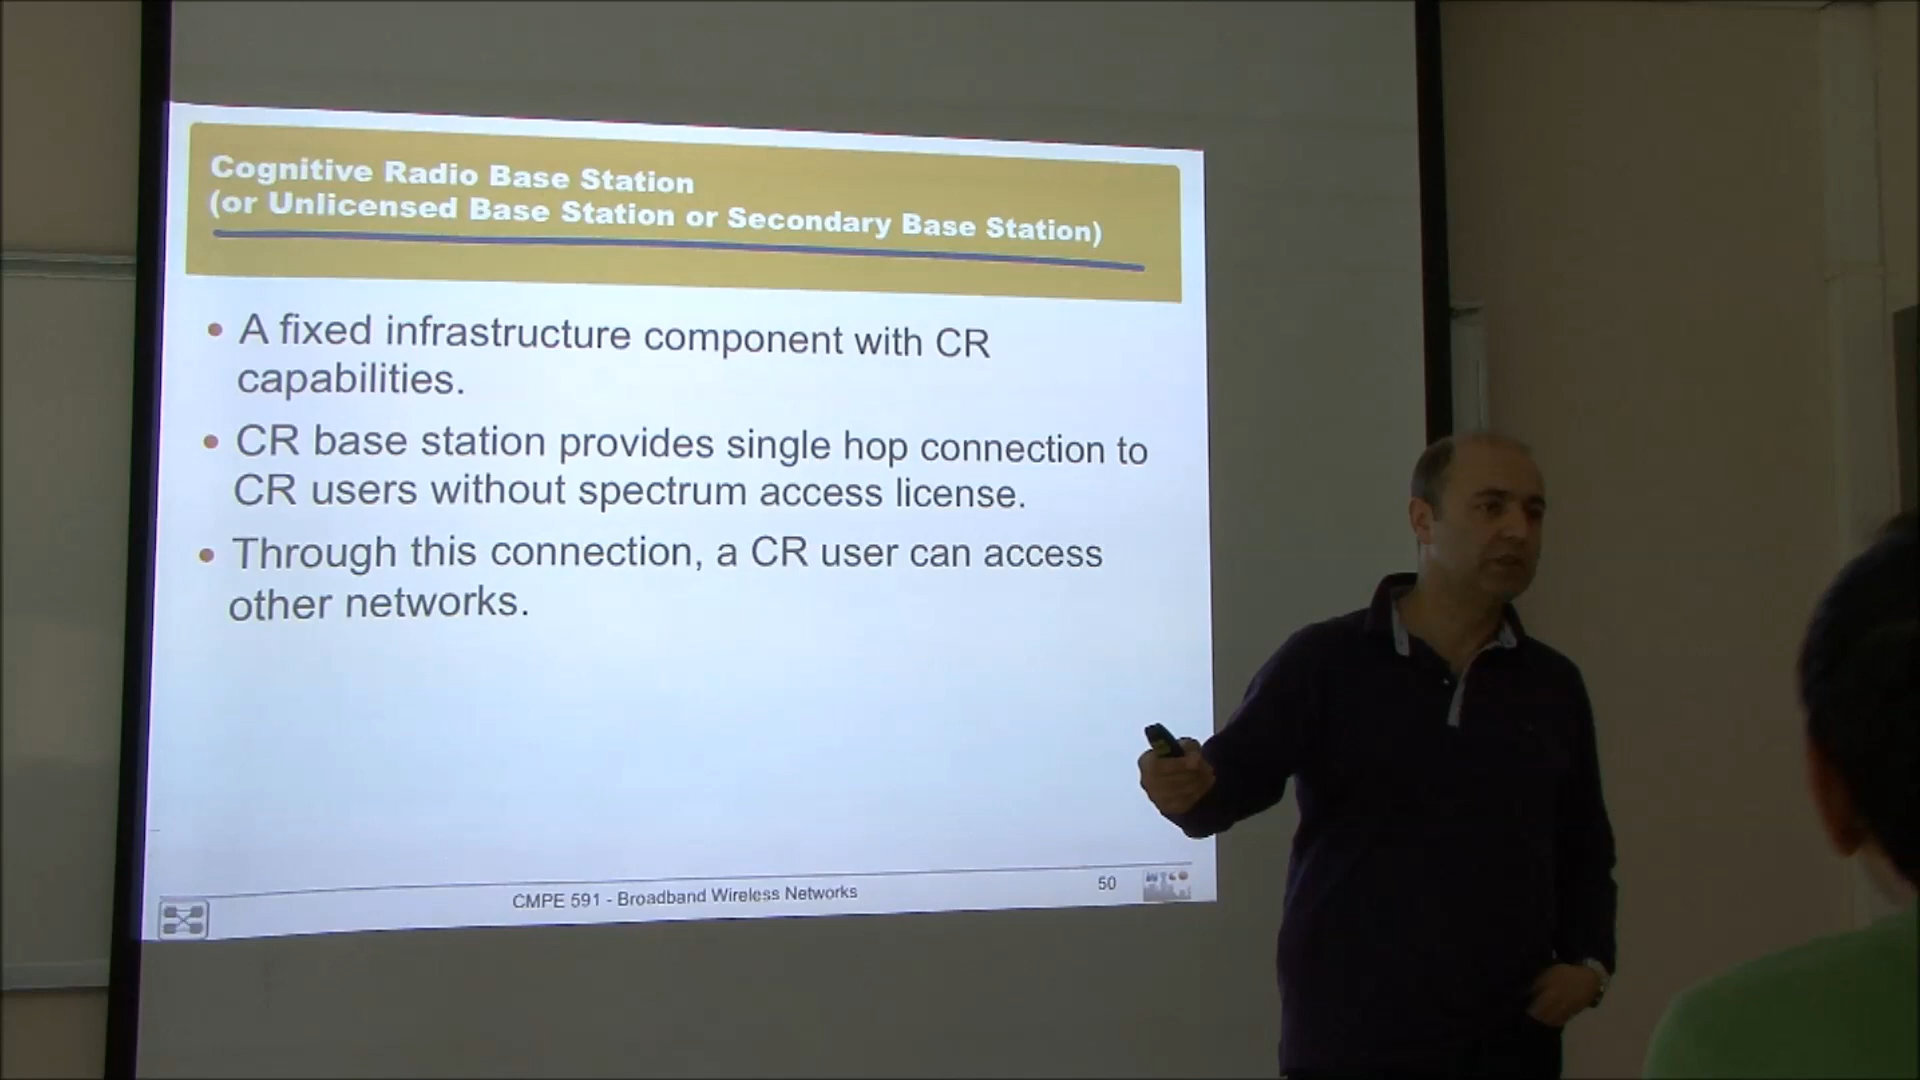 Cognitive Radio Base Station
(or Unlicensed Base Station or Secondary Base Station)
• A fixed infrastructure component with CR
capabilities.
• CR base station provides single hop connection to
CR users without spectrum access license.
• Through this connection, a CR user can access
other networks.
CMPE 591 - Broadband Wireless Networks
50